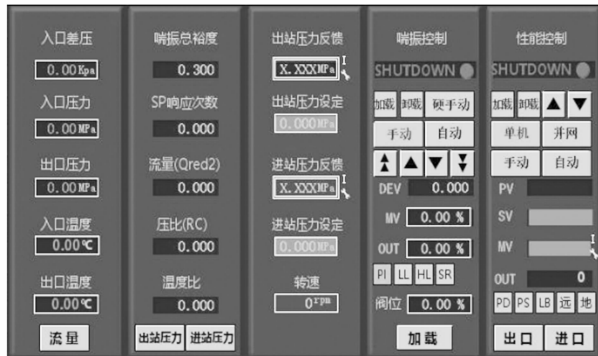 入口差压
0.00Kpa
入口压力
0.00MPa
出口压力
0.00MPa
入口温度
0.00℃
出口温度
0.00℃
流量
喘振总裕度
0.300
SP响应次数
0.000
流量(Qred2)
0.000
压比(RC)
0.000
温度比
0.000
出站压力 进站压力
出站压力反馈
X.XXXMPa
出站压力设定
0.000MPa
进站压力反馈
X.XXXMPa
进站压力设定
0.000MPa
转速
0rpm
喘振控制
SHUTDOWN
加载 卸载 硬手动
手动 自动
DEV 0.000
MV 0.00 %
OUT 0.00 %
PI LL HL SR
阀位 0.00 %
加载
性能控制
SHUTDOWN
加载 卸载 ▲ ▼
单机 并网
手动 自动
PV
SV
MV
OUT 0
PD PS LB 远 地
出口 进口